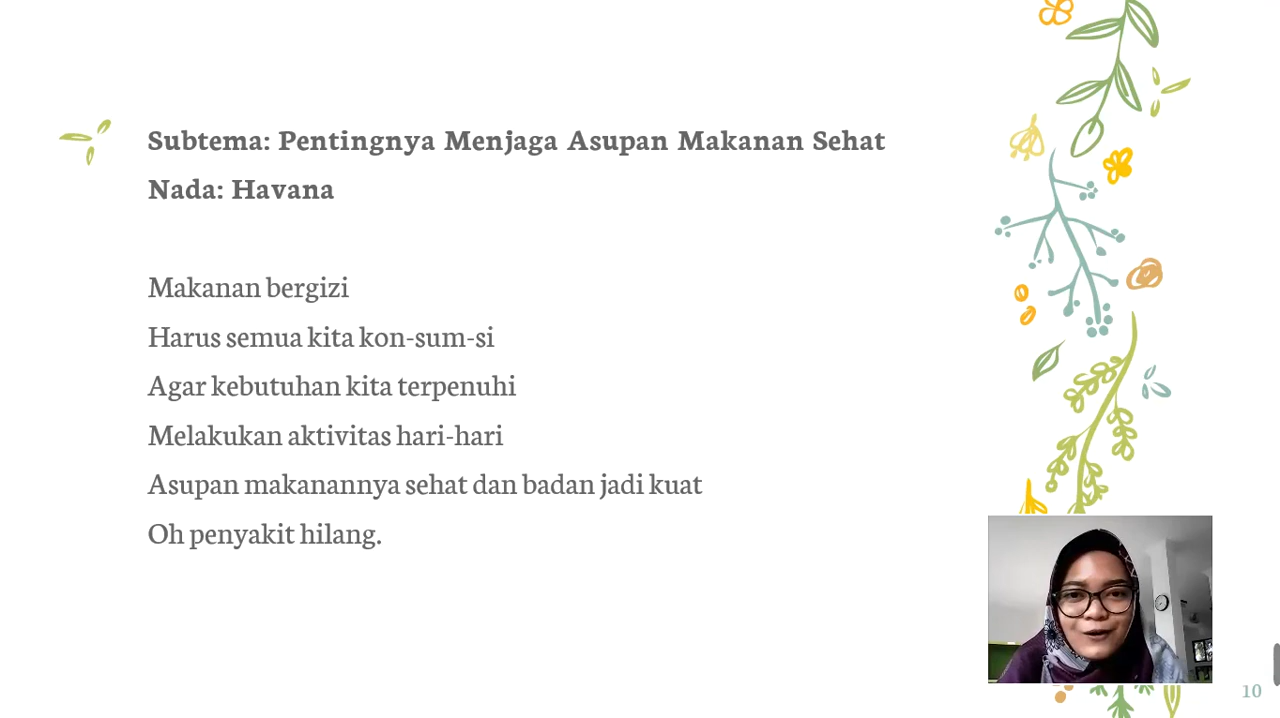 Subtema: Pentingnya Menjaga Asupan Makanan Sehat
Nada: Havana
Makanan bergizi
Harus semua kita kon-sum-si
Agar kebutuhan kita terpenuhi
Melakukan aktivitas hari-hari
Asupan makanannya sehat dan badan jadi kuat
Oh penyakit hilang.
10